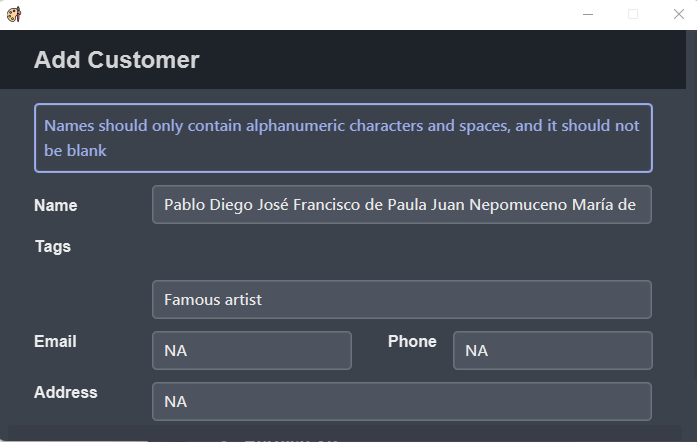 Add Customer
Names should only contain alphanumeric characters and spaces, and it should not
be blank
Name
Pablo Diego José Francisco de Paula Juan Nepomuceno María de
Tags
Famous artist
Email
NA
Phone
NA
Address
NA